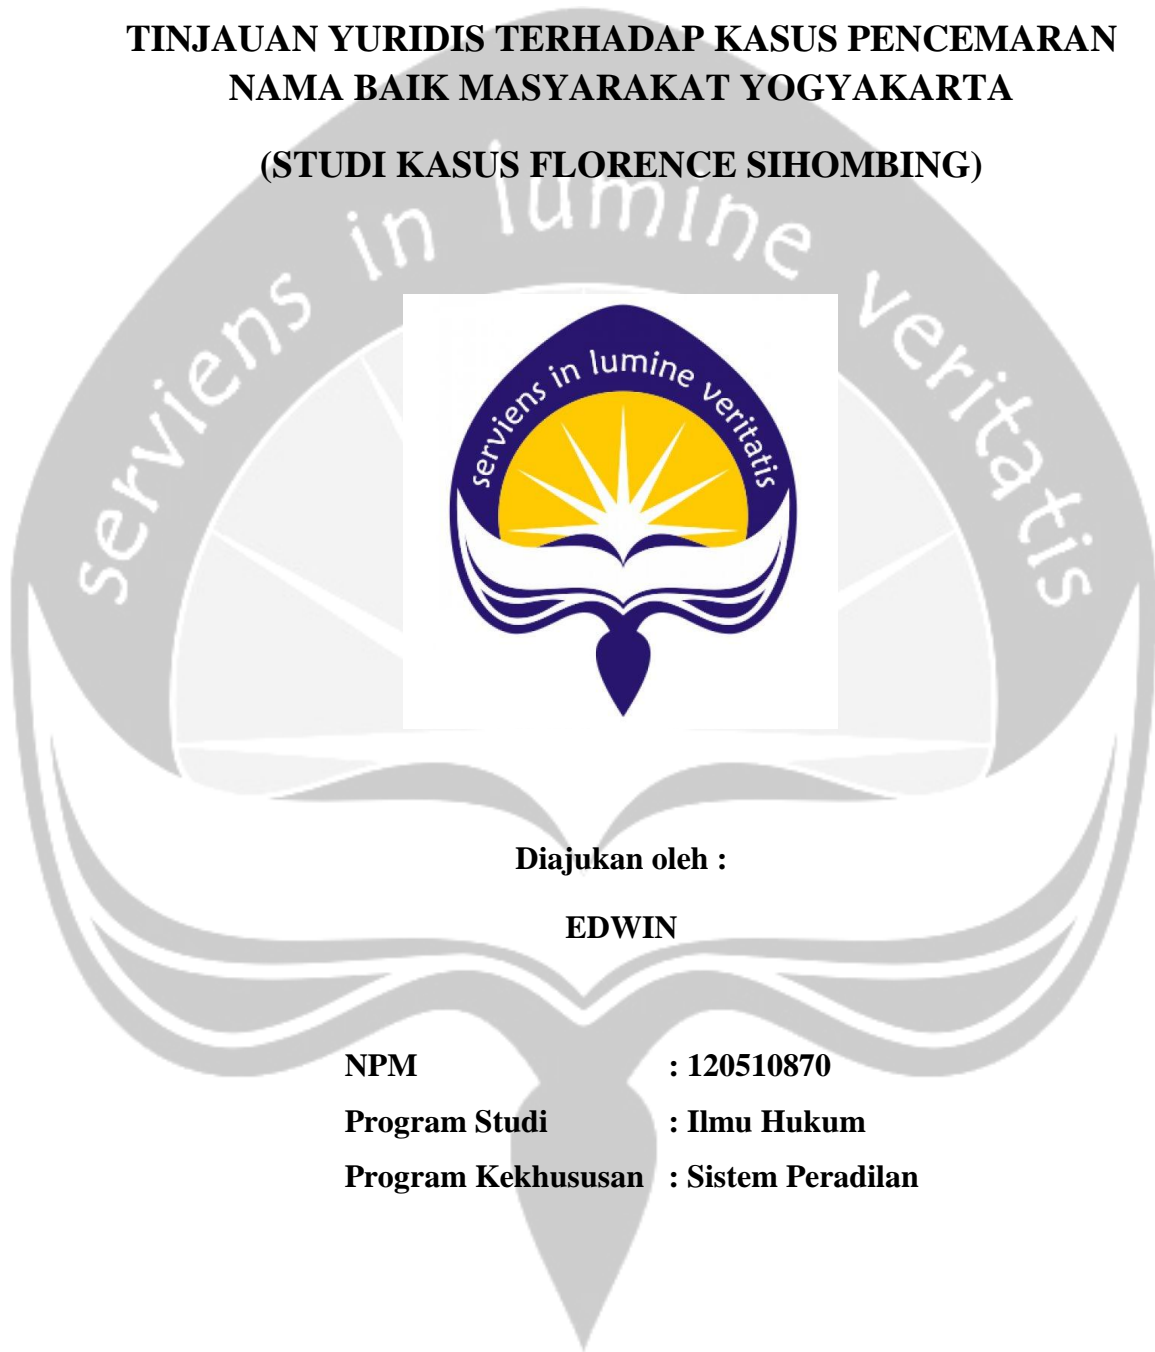 TINJAUAN YURIDIS TERHADAP KASUS PENCEMARAN
NAMA BAIK MASYARAKAT YOGYAKARTA
(STUDI KASUS FLORENCE SIHOMBING)
serviens in lumine veritatis
serviens in lumine veritatis
Diajukan oleh :
EDWIN
NPM : 120510870
Program Studi : Ilmu Hukum
Program Kekhususan : Sistem Peradilan